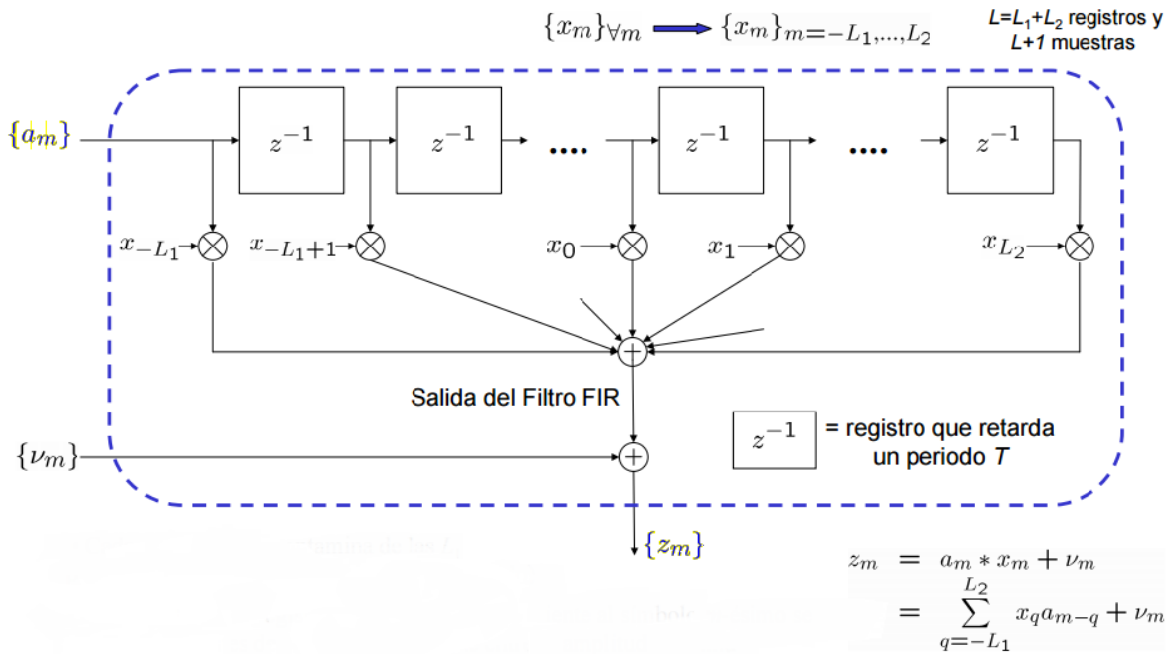 {x_m}_{∀m} ⟹ {x_m}_{m=−L_1,...,L_2}
L=L_1+L_2 registros y
L+1 muestras
{a_m}
z^{−1} z^{−1} .... z^{−1} .... z^{−1}
x_{−L_1} x_{−L_1+1} x_0 x_1 x_{L_2}
Salida del Filtro FIR
z^{−1} = registro que retarda
un periodo T
{ν_m}
{z_m}
z_m = a_m * x_m + ν_m
= \sum_{q=−L_1}^{L_2} x_q a_{m−q} + ν_m